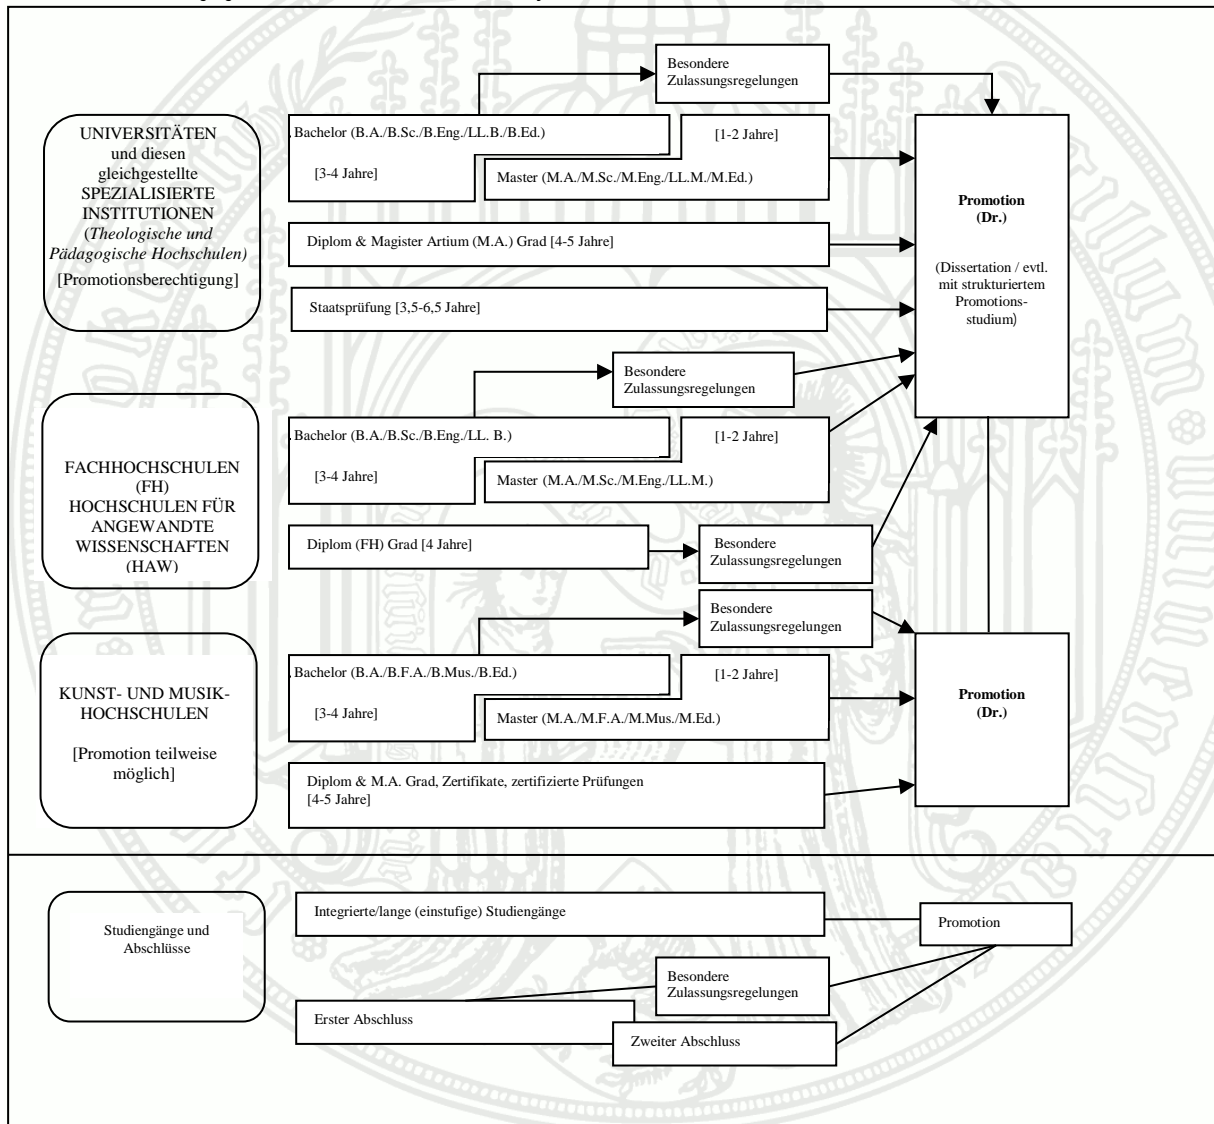 Besondere
Zulassungsregelungen
UNIVERSITÄTEN
und diesen
gleichgestellte
SPEZIALISIERTE
INSTITUTIONEN
(Theologische und
Pädagogische Hochschulen)
[Promotionsberechtigung]
Bachelor (B.A./B.Sc./B.Eng./LL.B./B.Ed.)
[3-4 Jahre]
[1-2 Jahre]
Master (M.A./M.Sc./M.Eng./LL.M./M.Ed.)
Diplom & Magister Artium (M.A.) Grad [4-5 Jahre]
Staatsprüfung [3,5-6,5 Jahre]
Promotion
(Dr.)
(Dissertation / evtl.
mit strukturiertem
Promotions-
studium)
Besondere
Zulassungsregelungen
FACHHOCHSCHULEN
(FH)
HOCHSCHULEN FÜR
ANGEWANDTE
WISSENSCHAFTEN
(HAW)
Bachelor (B.A./B.Sc./B.Eng./LL. B.)
[3-4 Jahre]
[1-2 Jahre]
Master (M.A./M.Sc./M.Eng./LL.M.)
Diplom (FH) Grad [4 Jahre]
Besondere
Zulassungsregelungen
Besondere
Zulassungsregelungen
KUNST- UND MUSIK-
HOCHSCHULEN
[Promotion teilweise
möglich]
Bachelor (B.A./B.F.A./B.Mus./B.Ed.)
[3-4 Jahre]
[1-2 Jahre]
Master (M.A./M.F.A./M.Mus./M.Ed.)
Diplom & M.A. Grad, Zertifikate, zertifizierte Prüfungen
[4-5 Jahre]
Promotion
(Dr.)
Studiengänge und
Abschlüsse
Integrierte/lange (einstufige) Studiengänge
Promotion
Besondere
Zulassungsregelungen
Erster Abschluss
Zweiter Abschluss